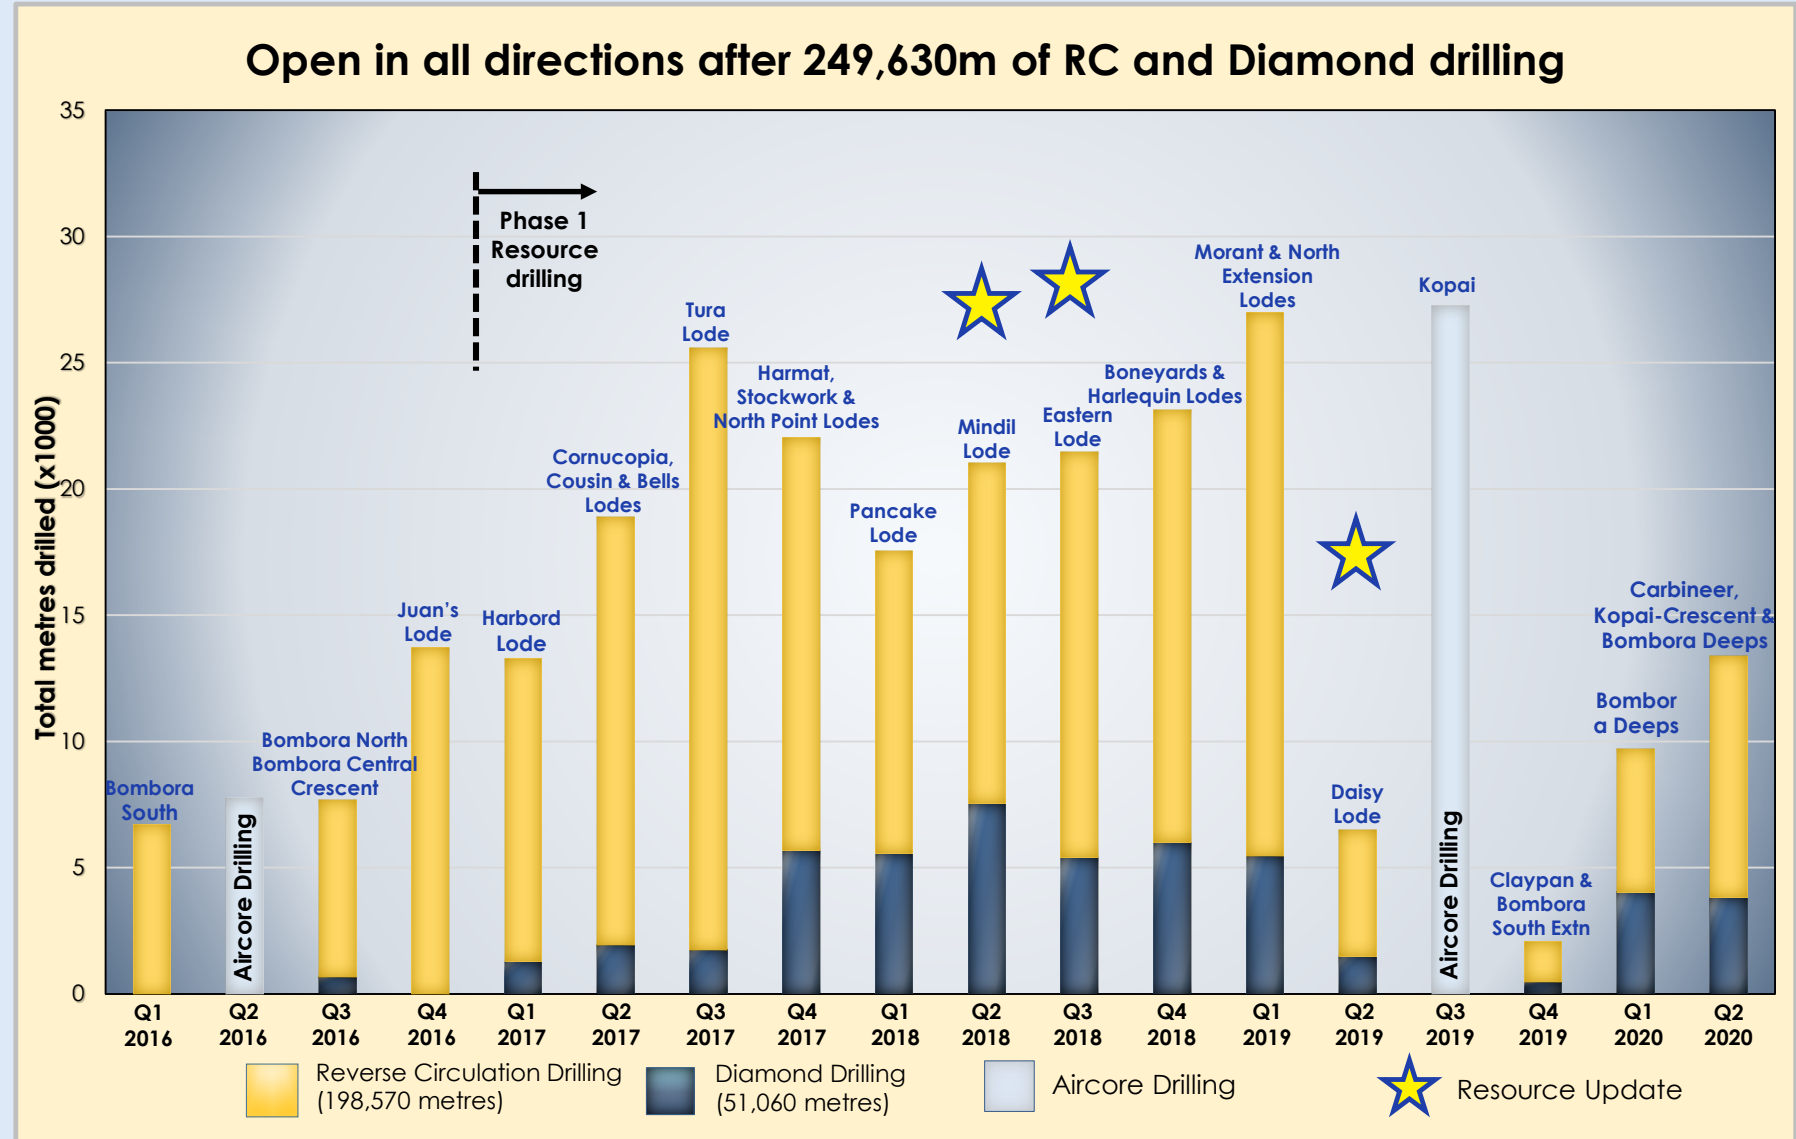 Open in all directions after 249,630m of RC and Diamond drilling
Total metres drilled (x1000)
35
30
25
20
15
10
5
0
Phase 1
Resource
drilling
Bombora
South
Aircore Drilling
Bombora North
Bombora Central
Crescent
Juan’s
Lode
Harbord
Lode
Cornucopia,
Cousin & Bells
Lodes
Tura
Lode
Harmat,
Stockwork &
North Point Lodes
Pancake
Lode
Mindil
Lode
Eastern
Lode
Boneyards &
Harlequin Lodes
Morant & North
Extension
Lodes
Daisy
Lode
Kopai
Aircore Drilling
Claypan &
Bombora
South Extn
Bombor
a Deeps
Carbineer,
Kopai-Crescent &
Bombora Deeps
Q1
2016
Q2
2016
Q3
2016
Q4
2016
Q1
2017
Q2
2017
Q3
2017
Q4
2017
Q1
2018
Q2
2018
Q3
2018
Q4
2018
Q1
2019
Q2
2019
Q3
2019
Q4
2019
Q1
2020
Q2
2020
Reverse Circulation Drilling
(198,570 metres)
Diamond Drilling
(51,060 metres)
Aircore Drilling
Resource Update